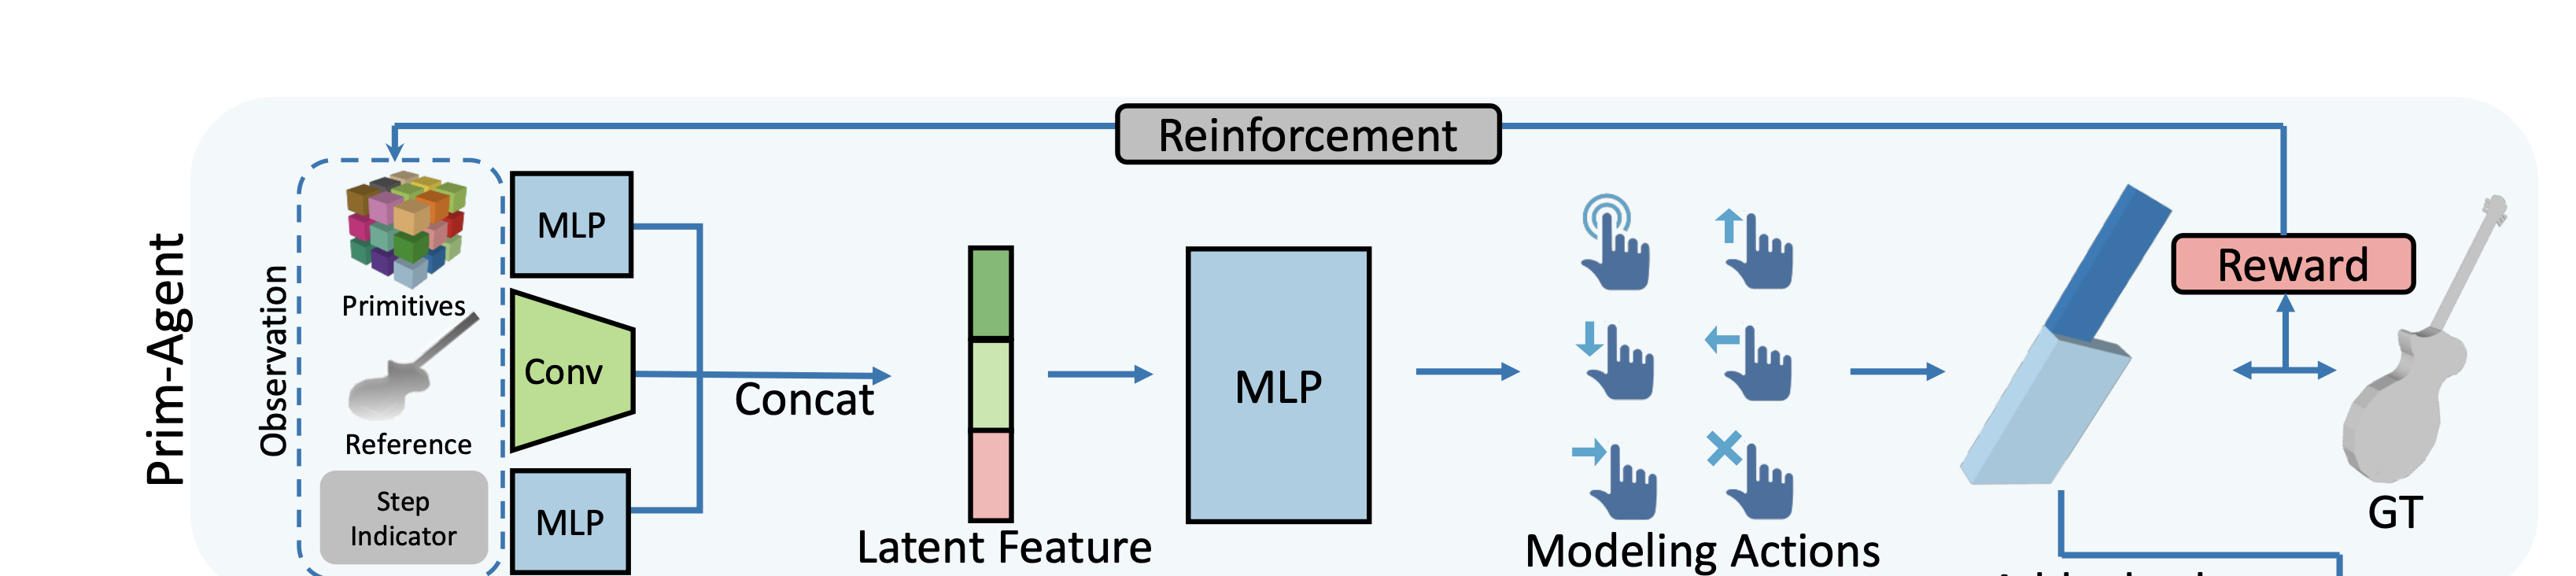 Reinforcement
Prim-Agent
Observation
Primitives
Reference
Step
Indicator
MLP
Conv
MLP
Concat
Latent Feature
MLP
Modeling Actions
Reward
GT